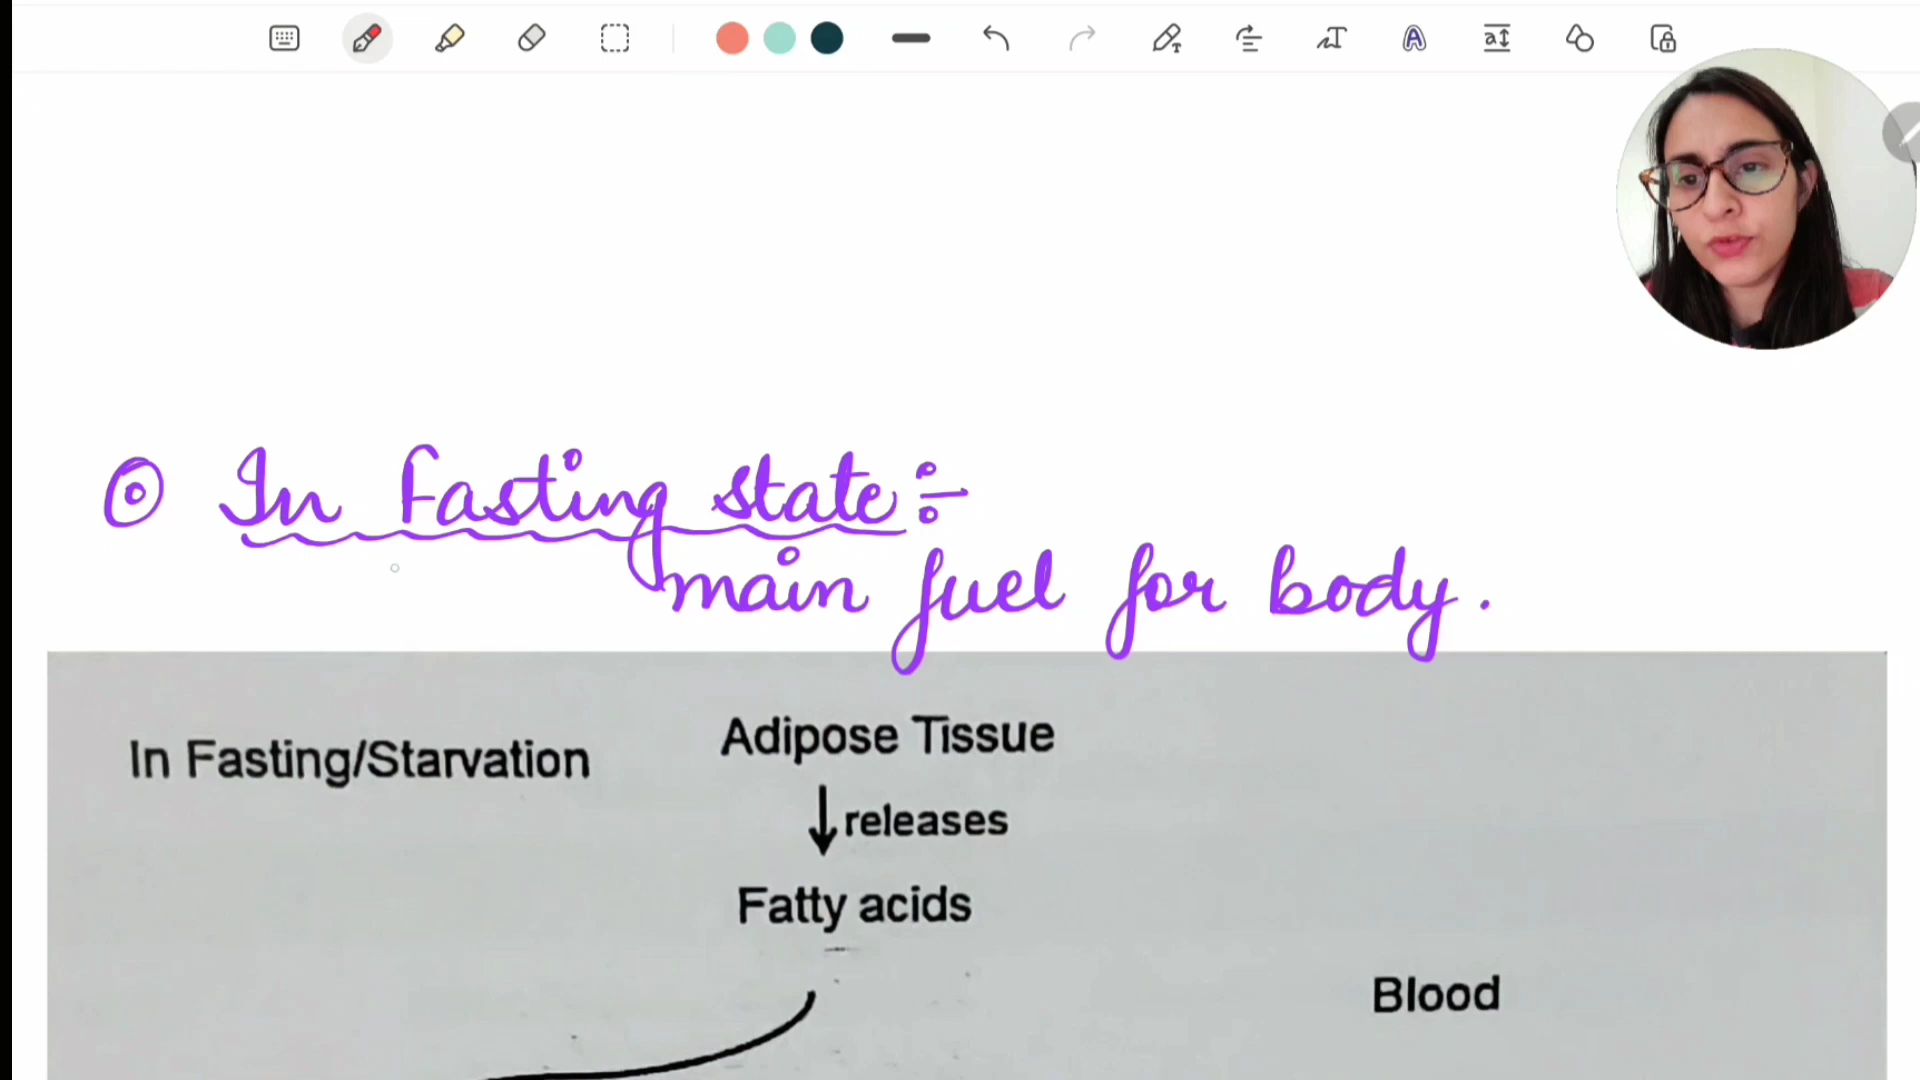 In Fasting state:-
main fuel for body.
In Fasting/Starvation
Adipose Tissue
releases
Fatty acids
Blood